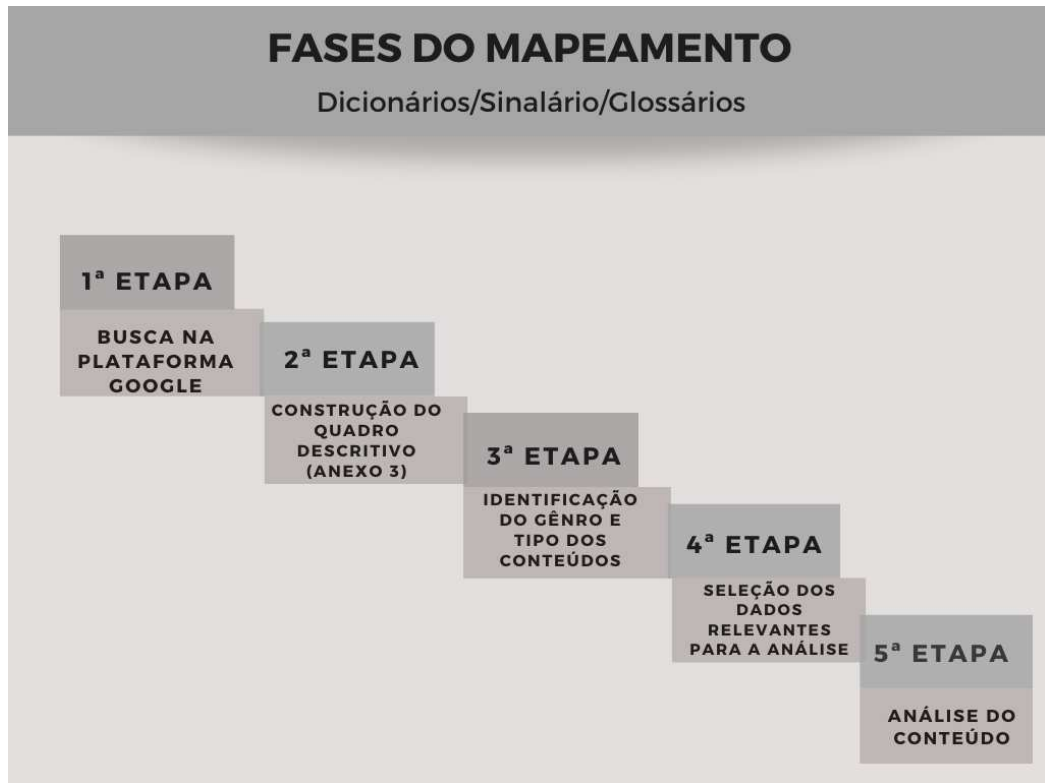 FASES DO MAPEAMENTO
Dicionários/Sinalário/Glossários
1ª ETAPA
BUSCA NA
PLATAFORMA
GOOGLE
2ª ETAPA
CONSTRUÇÃO DO
QUADRO
DESCRITIVO
(ANEXO 3)
3ª ETAPA
IDENTIFICAÇÃO
DO GÊNRO E
TIPO DOS
CONTEÚDOS
4ª ETAPA
SELEÇÃO DOS
DADOS
RELEVANTES
PARA A ANÁLISE
5ª ETAPA
ANÁLISE DO
CONTEÚDO